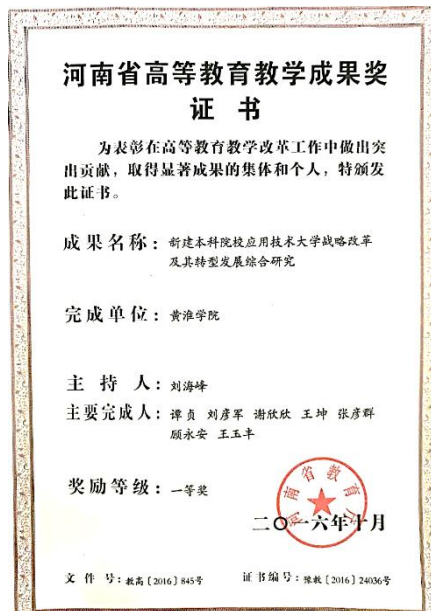 河南省高等教育教学成果奖
证书
为表彰在高等教育教学改革工作中做出突
出贡献，取得显著成果的集体和个人，特颁发
此证书。
成果名称：新建本科院校应用技术大学战略改革
及其转型发展综合研究
完成单位：黄淮学院
主持人：刘海峰
主要完成人：谭贞 刘彦军 谢欣欣 王坤 张彦群
顾永安 王玉丰
奖励等级：一等奖
河南省教育厅
二〇一六年十月
文件号：教高〔2016〕845号 证书编号：豫教〔2016〕24036号